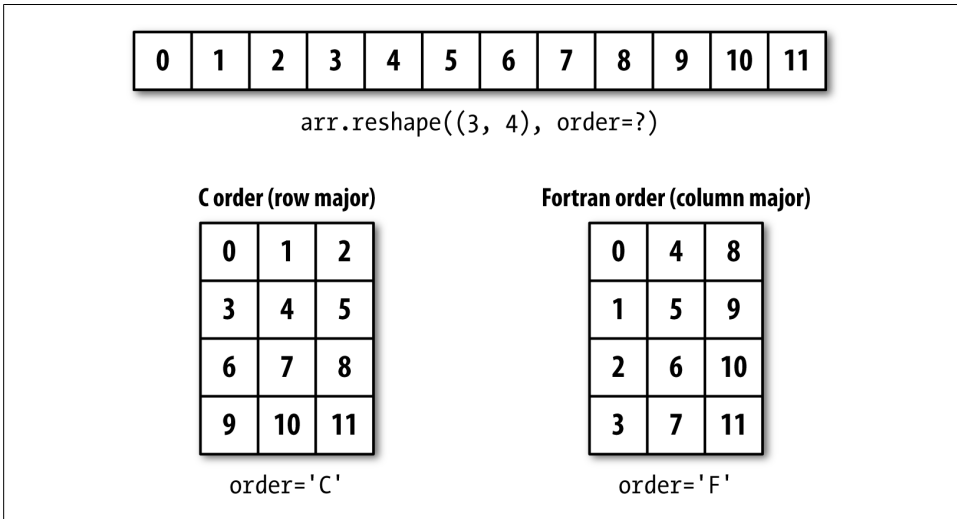 0 1 2 3 4 5 6 7 8 9 10 11
arr.reshape((3, 4), order=?)
C order (row major)
0 1 2
3 4 5
6 7 8
9 10 11
order='C'
Fortran order (column major)
0 4 8
1 5 9
2 6 10
3 7 11
order='F'